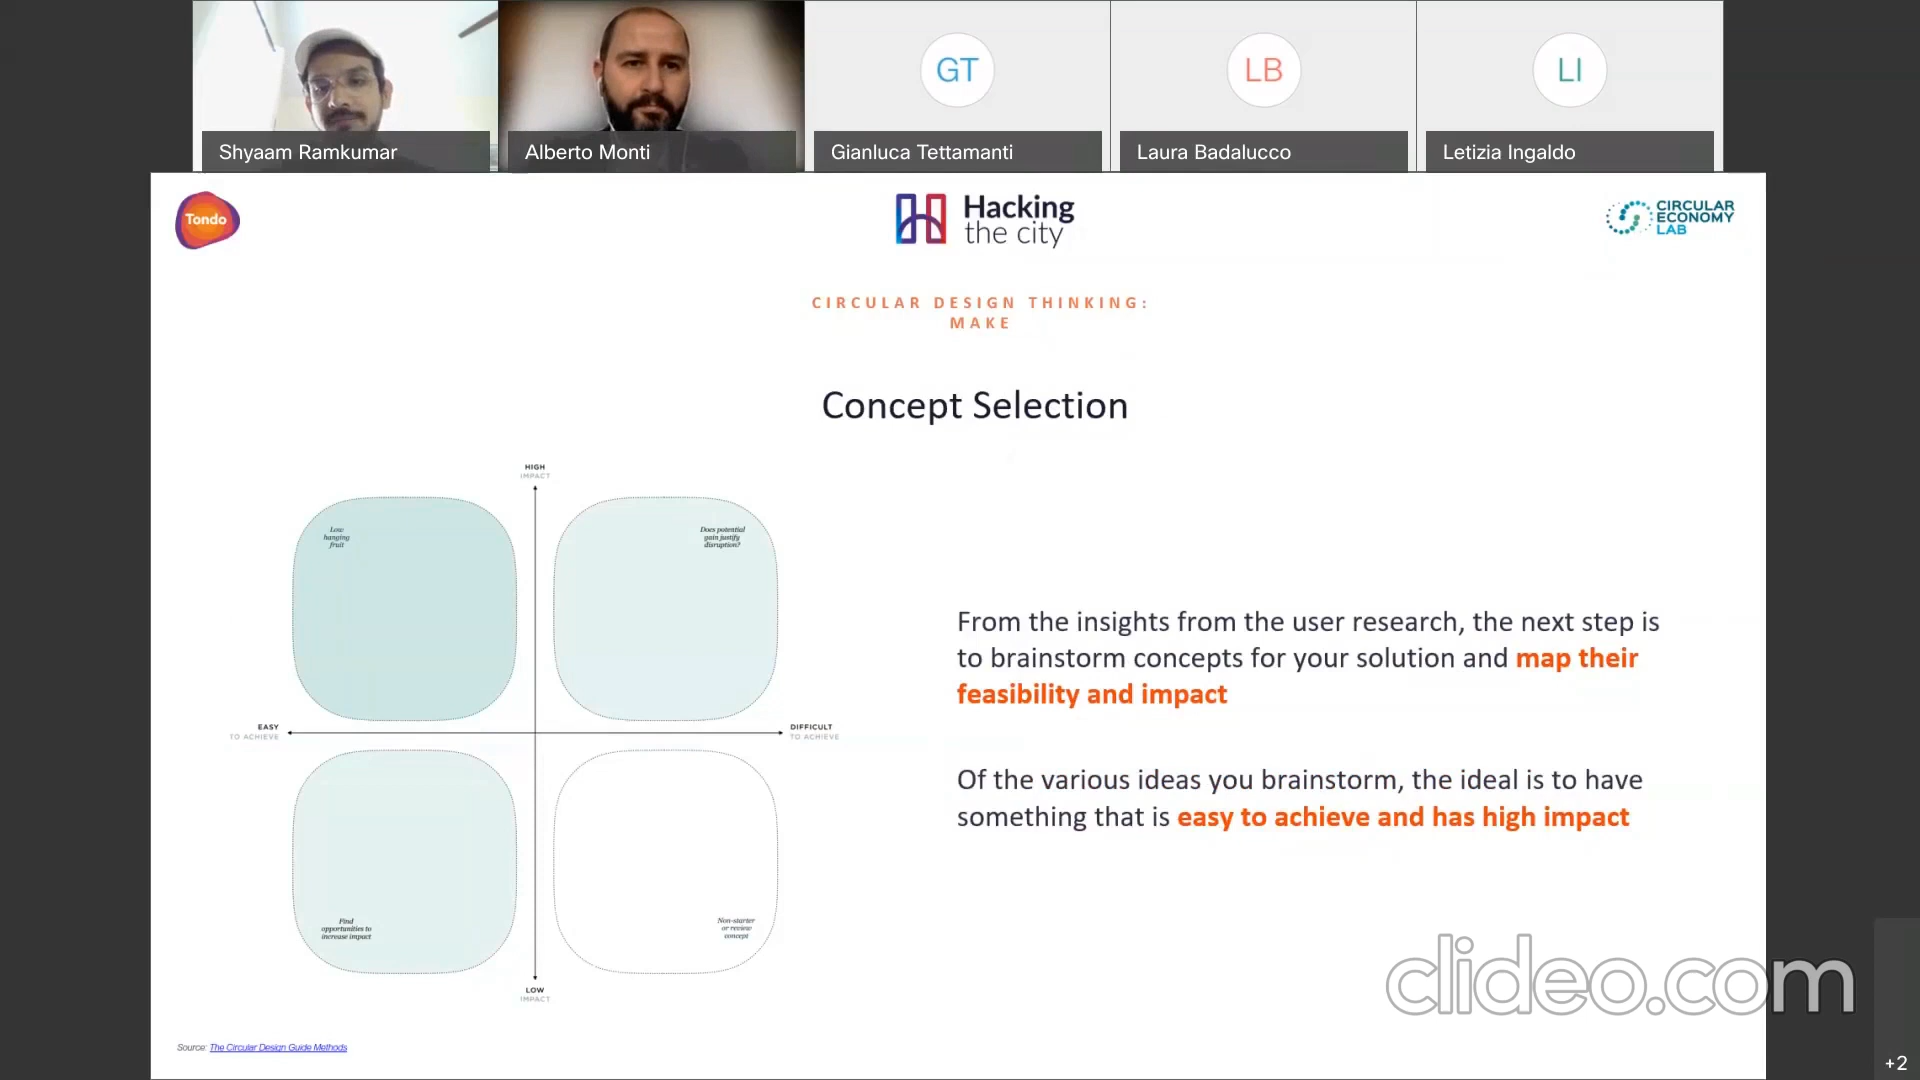 GT
LB
LI
Shyaam Ramkumar
Alberto Monti
Gianluca Tettamanti
Laura Badalucco
Letizia Ingaldo
Tondo
Hacking
the city
CIRCULAR
ECONOMY
LAB
CIRCULAR DESIGN THINKING:
MAKE
Concept Selection
HIGH
IMPACT
Low
hanging
fruit
Does potential
gain justify
disruption?
EASY
TO ACHIEVE
DIFFICULT
TO ACHIEVE
Find
opportunities to
increase impact
Non-starter
or review
concept
LOW
IMPACT
From the insights from the user research, the next step is
to brainstorm concepts for your solution and map their
feasibility and impact
Of the various ideas you brainstorm, the ideal is to have
something that is easy to achieve and has high impact
Source: The Circular Design Guide Methods
clideo.com
+2